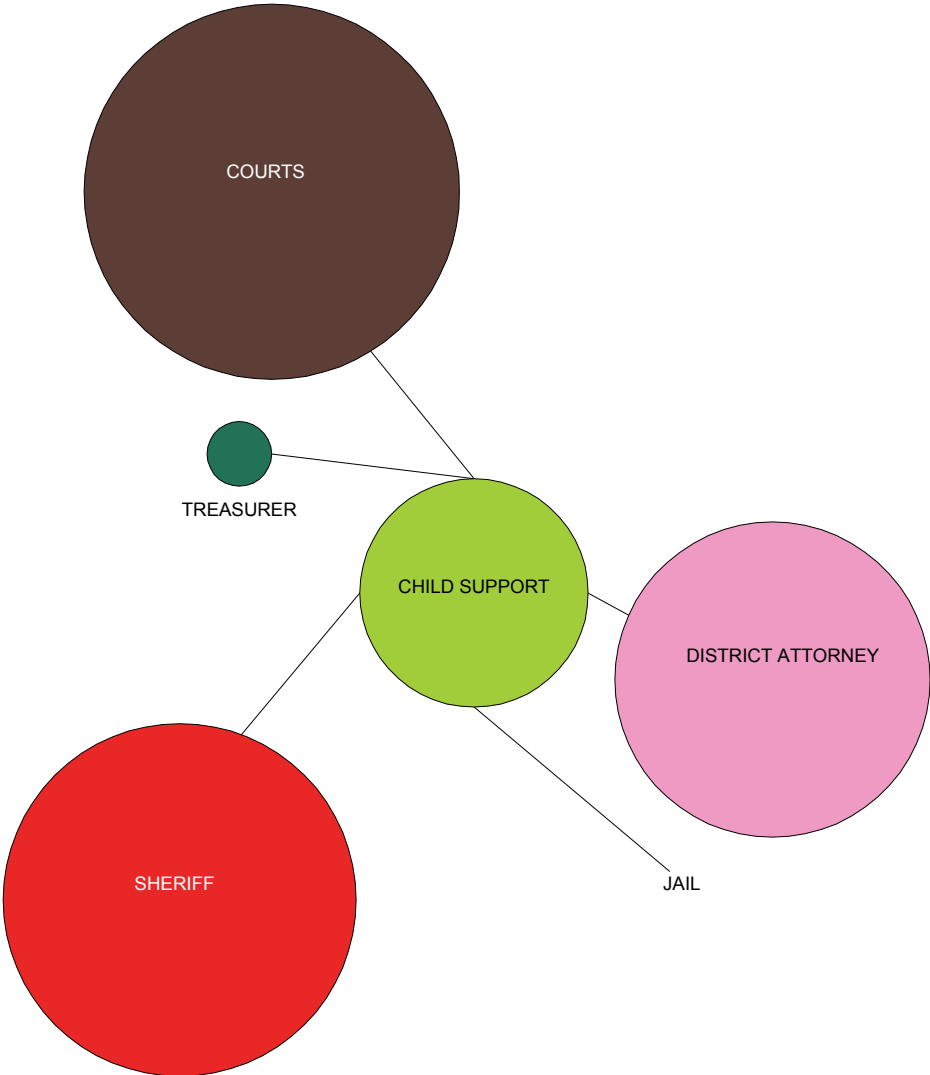 COURTS
TREASURER
CHILD SUPPORT
DISTRICT ATTORNEY
SHERIFF
JAIL